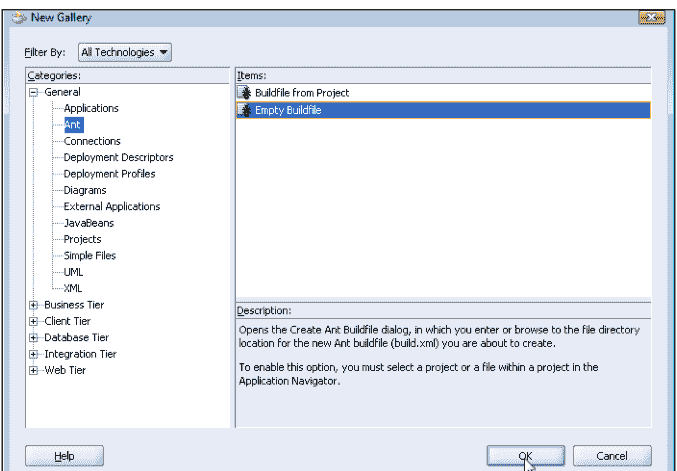 New Gallery
Filter By: All Technologies
Categories:
General
Applications
Ant
Connections
Deployment Descriptors
Deployment Profiles
Diagrams
External Applications
JavaBeans
Projects
Simple Files
UML
XML
Business Tier
Client Tier
Database Tier
Integration Tier
Web Tier
Items:
Buildfile from Project
Empty Buildfile
Description:
Opens the Create Ant Buildfile dialog, in which you enter or browse to the file directory
location for the new Ant buildfile (build.xml) you are about to create.
To enable this option, you must select a project or a file within a project in the
Application Navigator.
Help
OK
Cancel